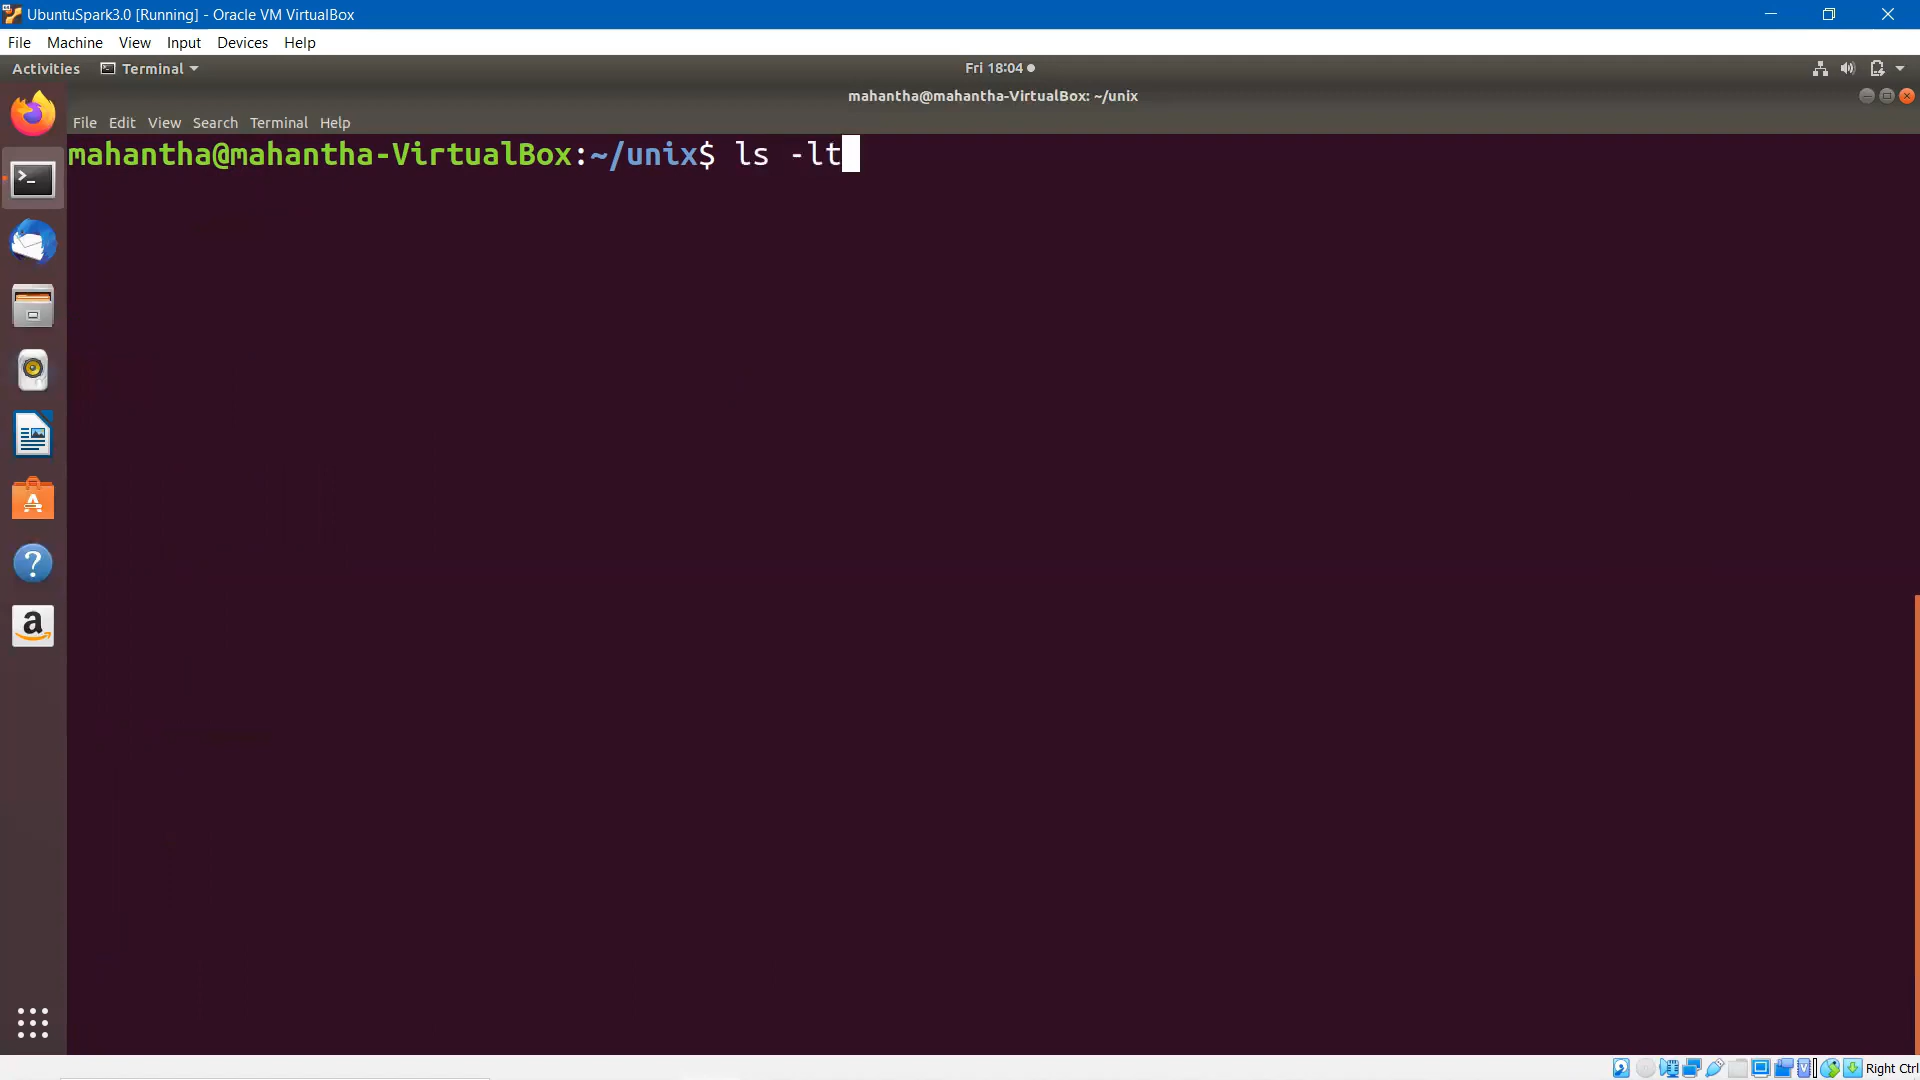 UbuntuSpark3.0 [Running] - Oracle VM VirtualBox
File Machine View Input Devices Help
Activities Terminal Fri 18:04
mahantha@mahantha-VirtualBox: ~/unix
File Edit View Search Terminal Help
mahantha@mahantha-VirtualBox:~/unix$ ls -lt
Right Ctrl